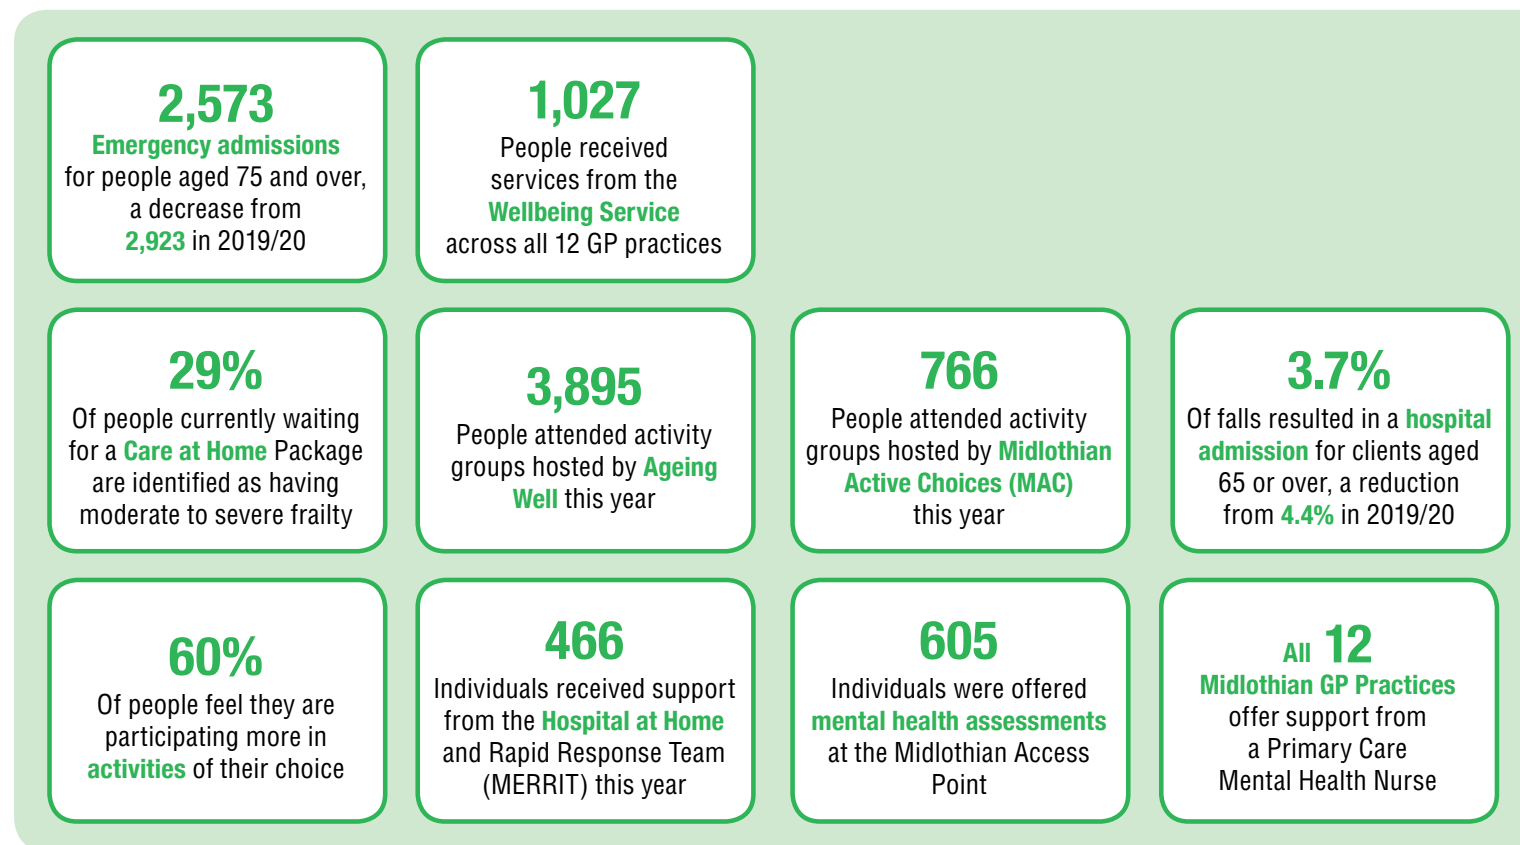 2,573
Emergency admissions
for people aged 75 and over,
a decrease from
2,923 in 2019/20
1,027
People received
services from the
Wellbeing Service
across all 12 GP practices
29%
Of people currently waiting
for a Care at Home Package
are identified as having
moderate to severe frailty
3,895
People attended activity
groups hosted by Ageing
Well this year
766
People attended activity
groups hosted by Midlothian
Active Choices (MAC)
this year
3.7%
Of falls resulted in a hospital
admission for clients aged
65 or over, a reduction
from 4.4% in 2019/20
60%
Of people feel they are
participating more in
activities of their choice
466
Individuals received support
from the Hospital at Home
and Rapid Response Team
(MERRIT) this year
605
Individuals were offered
mental health assessments
at the Midlothian Access
Point
All 12
Midlothian GP Practices
offer support from
a Primary Care
Mental Health Nurse